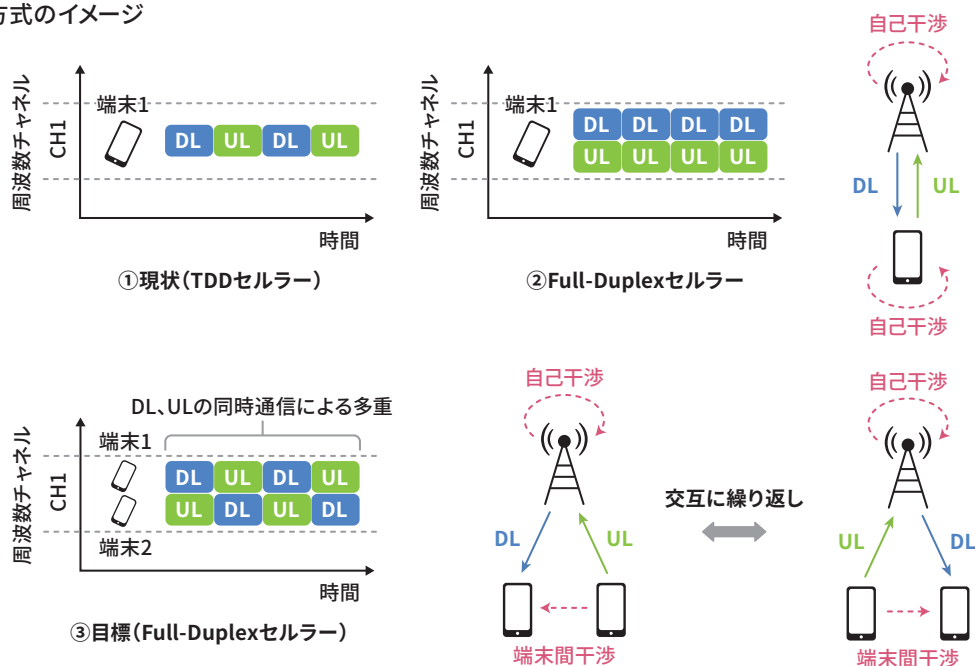 方式のイメージ
周波数チャネル
CH1
端末1
DL UL DL UL
時間
①現状(TDDセルラー)
周波数チャネル
CH1
端末1
DL DL DL DL
UL UL UL UL
時間
②Full-Duplexセルラー
自己干渉
DL
UL
自己干渉
DL、ULの同時通信による多重
周波数チャネル
CH1
端末1
DL UL DL UL
UL DL UL DL
端末2
時間
③目標(Full-Duplexセルラー)
自己干渉
DL
UL
端末間干渉
交互に繰り返し
自己干渉
UL
DL
端末間干渉